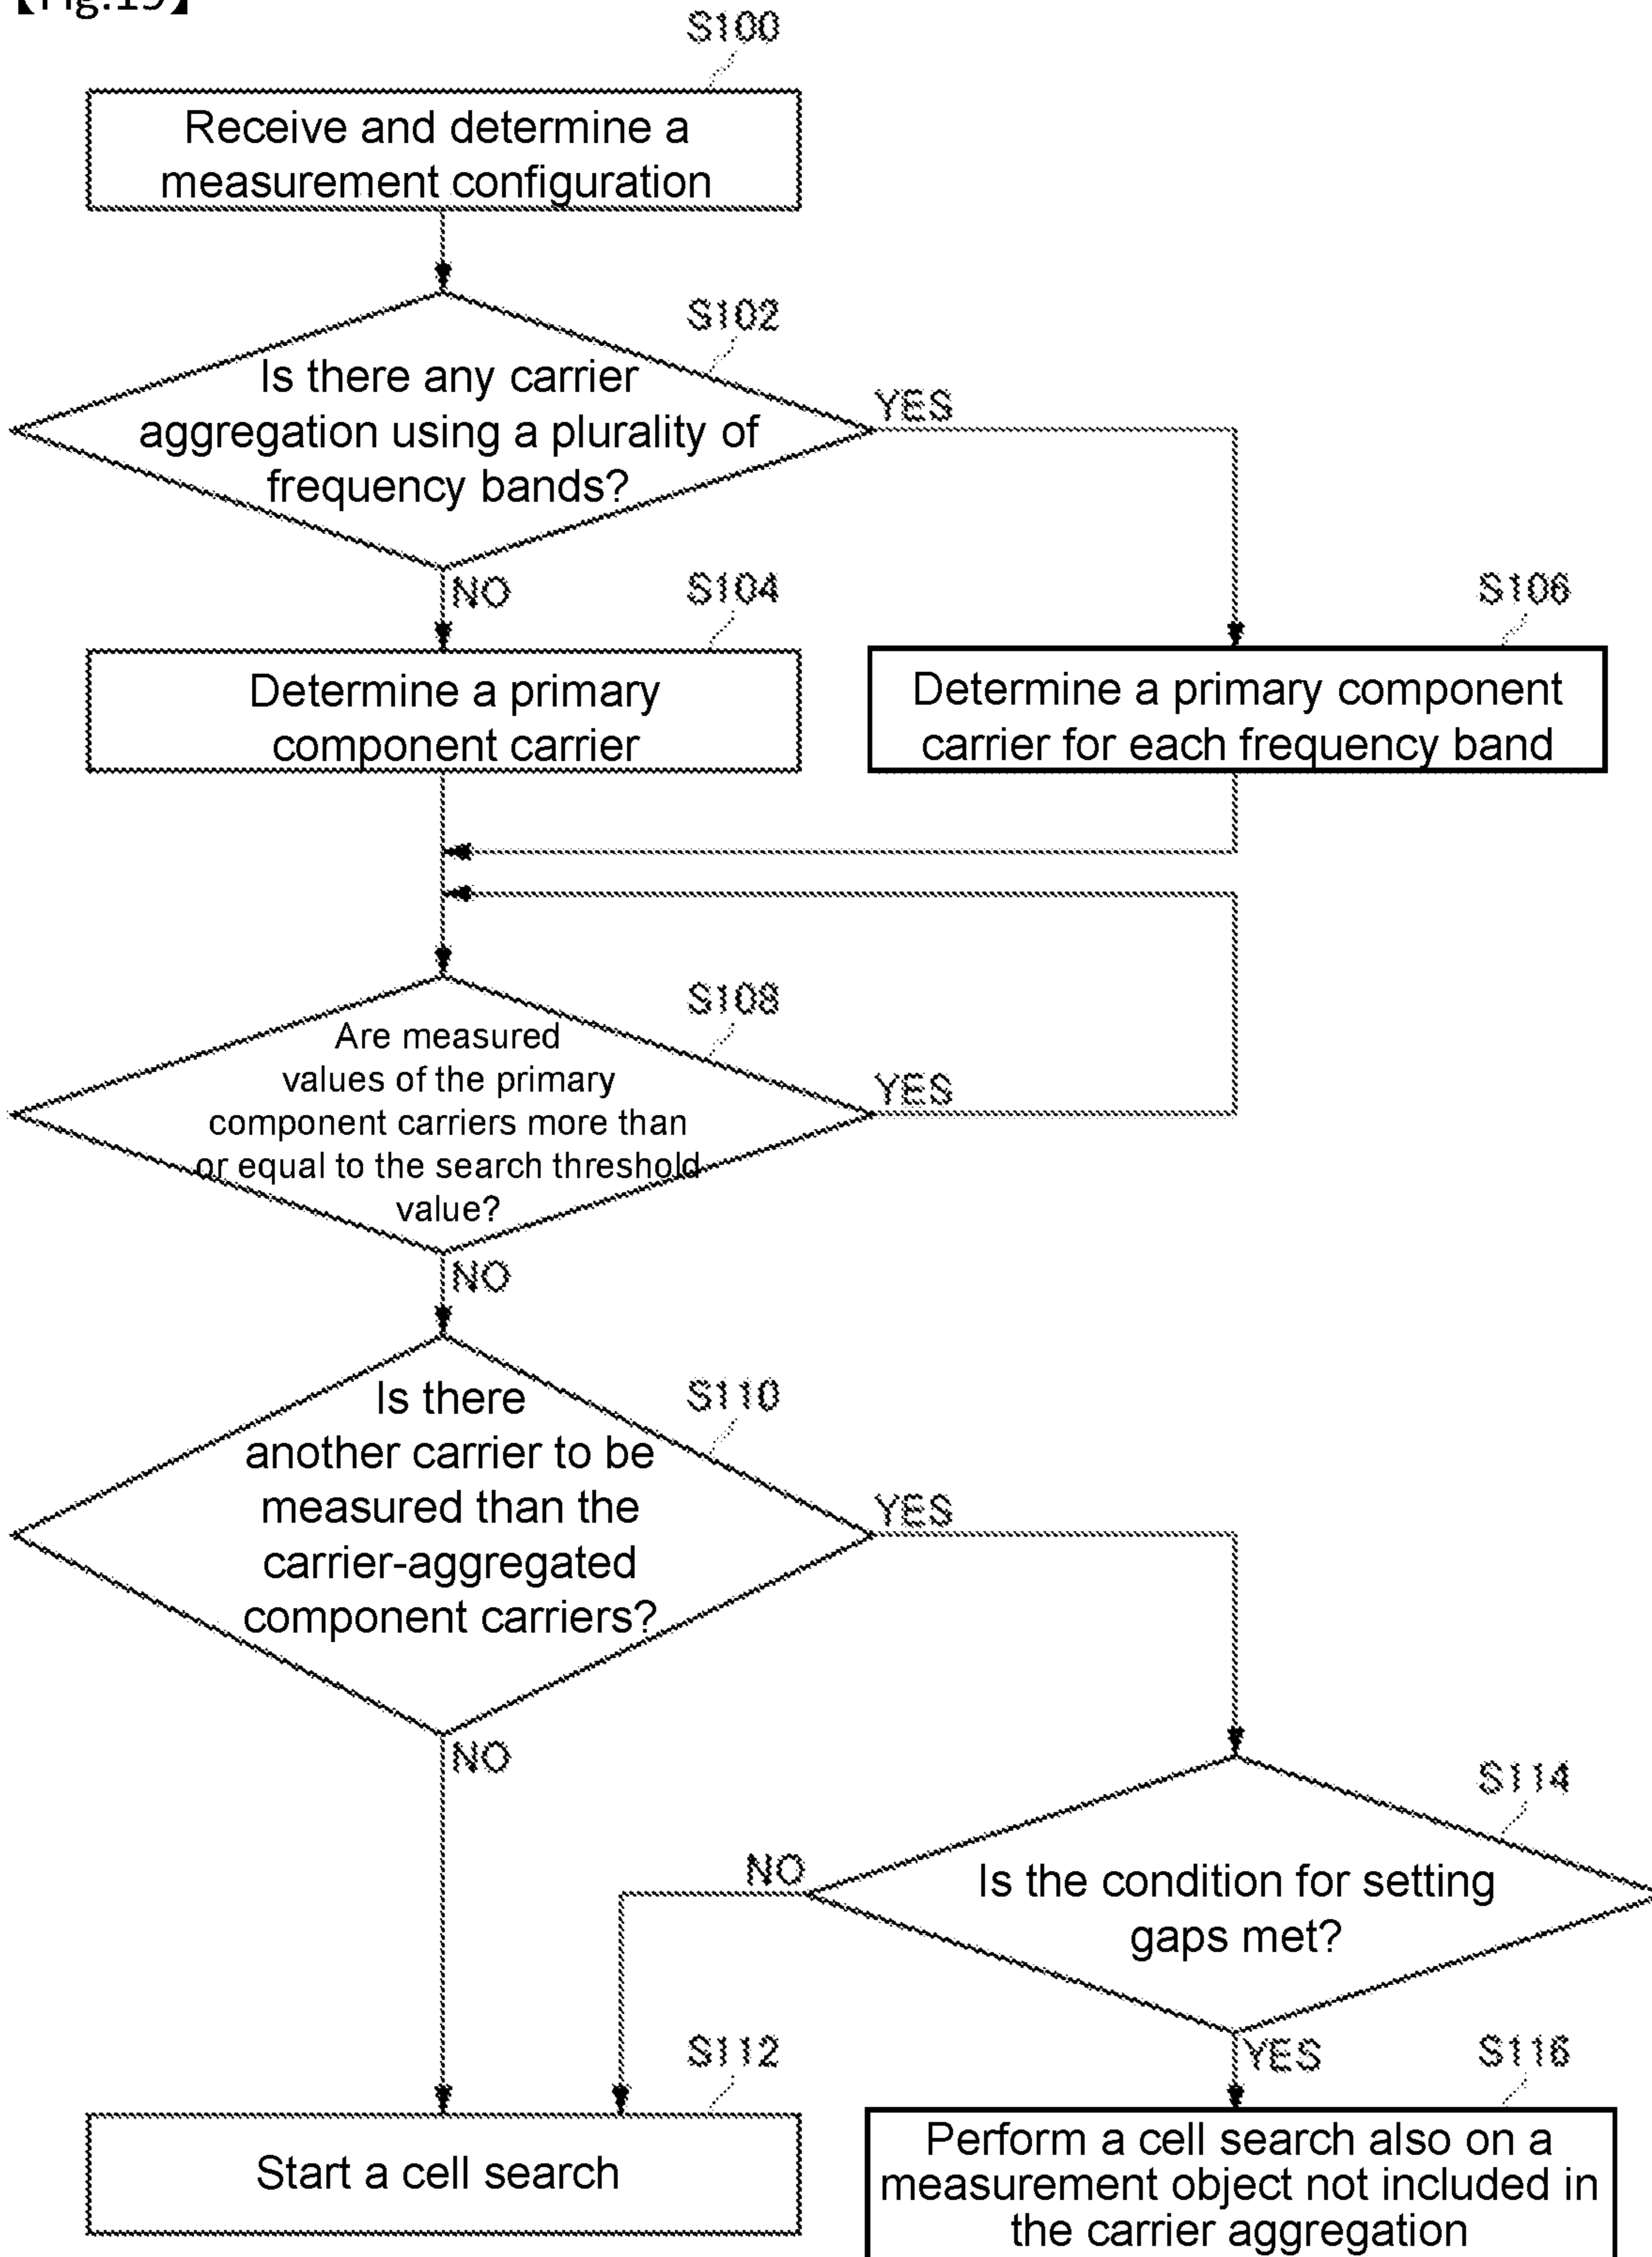 【Fig.19】
S100
Receive and determine a
measurement configuration
S102
Is there any carrier
aggregation using a plurality of
frequency bands?
YES
NO
S104
S106
Determine a primary
component carrier
Determine a primary component
carrier for each frequency band
S108
Are measured
values of the primary
component carriers more than
or equal to the search threshold
value?
YES
NO
S110
Is there
another carrier to be
measured than the
carrier-aggregated
component carriers?
YES
NO
S114
Is the condition for setting
gaps met?
NO
YES
S112
S116
Start a cell search
Perform a cell search also on a
measurement object not included in
the carrier aggregation